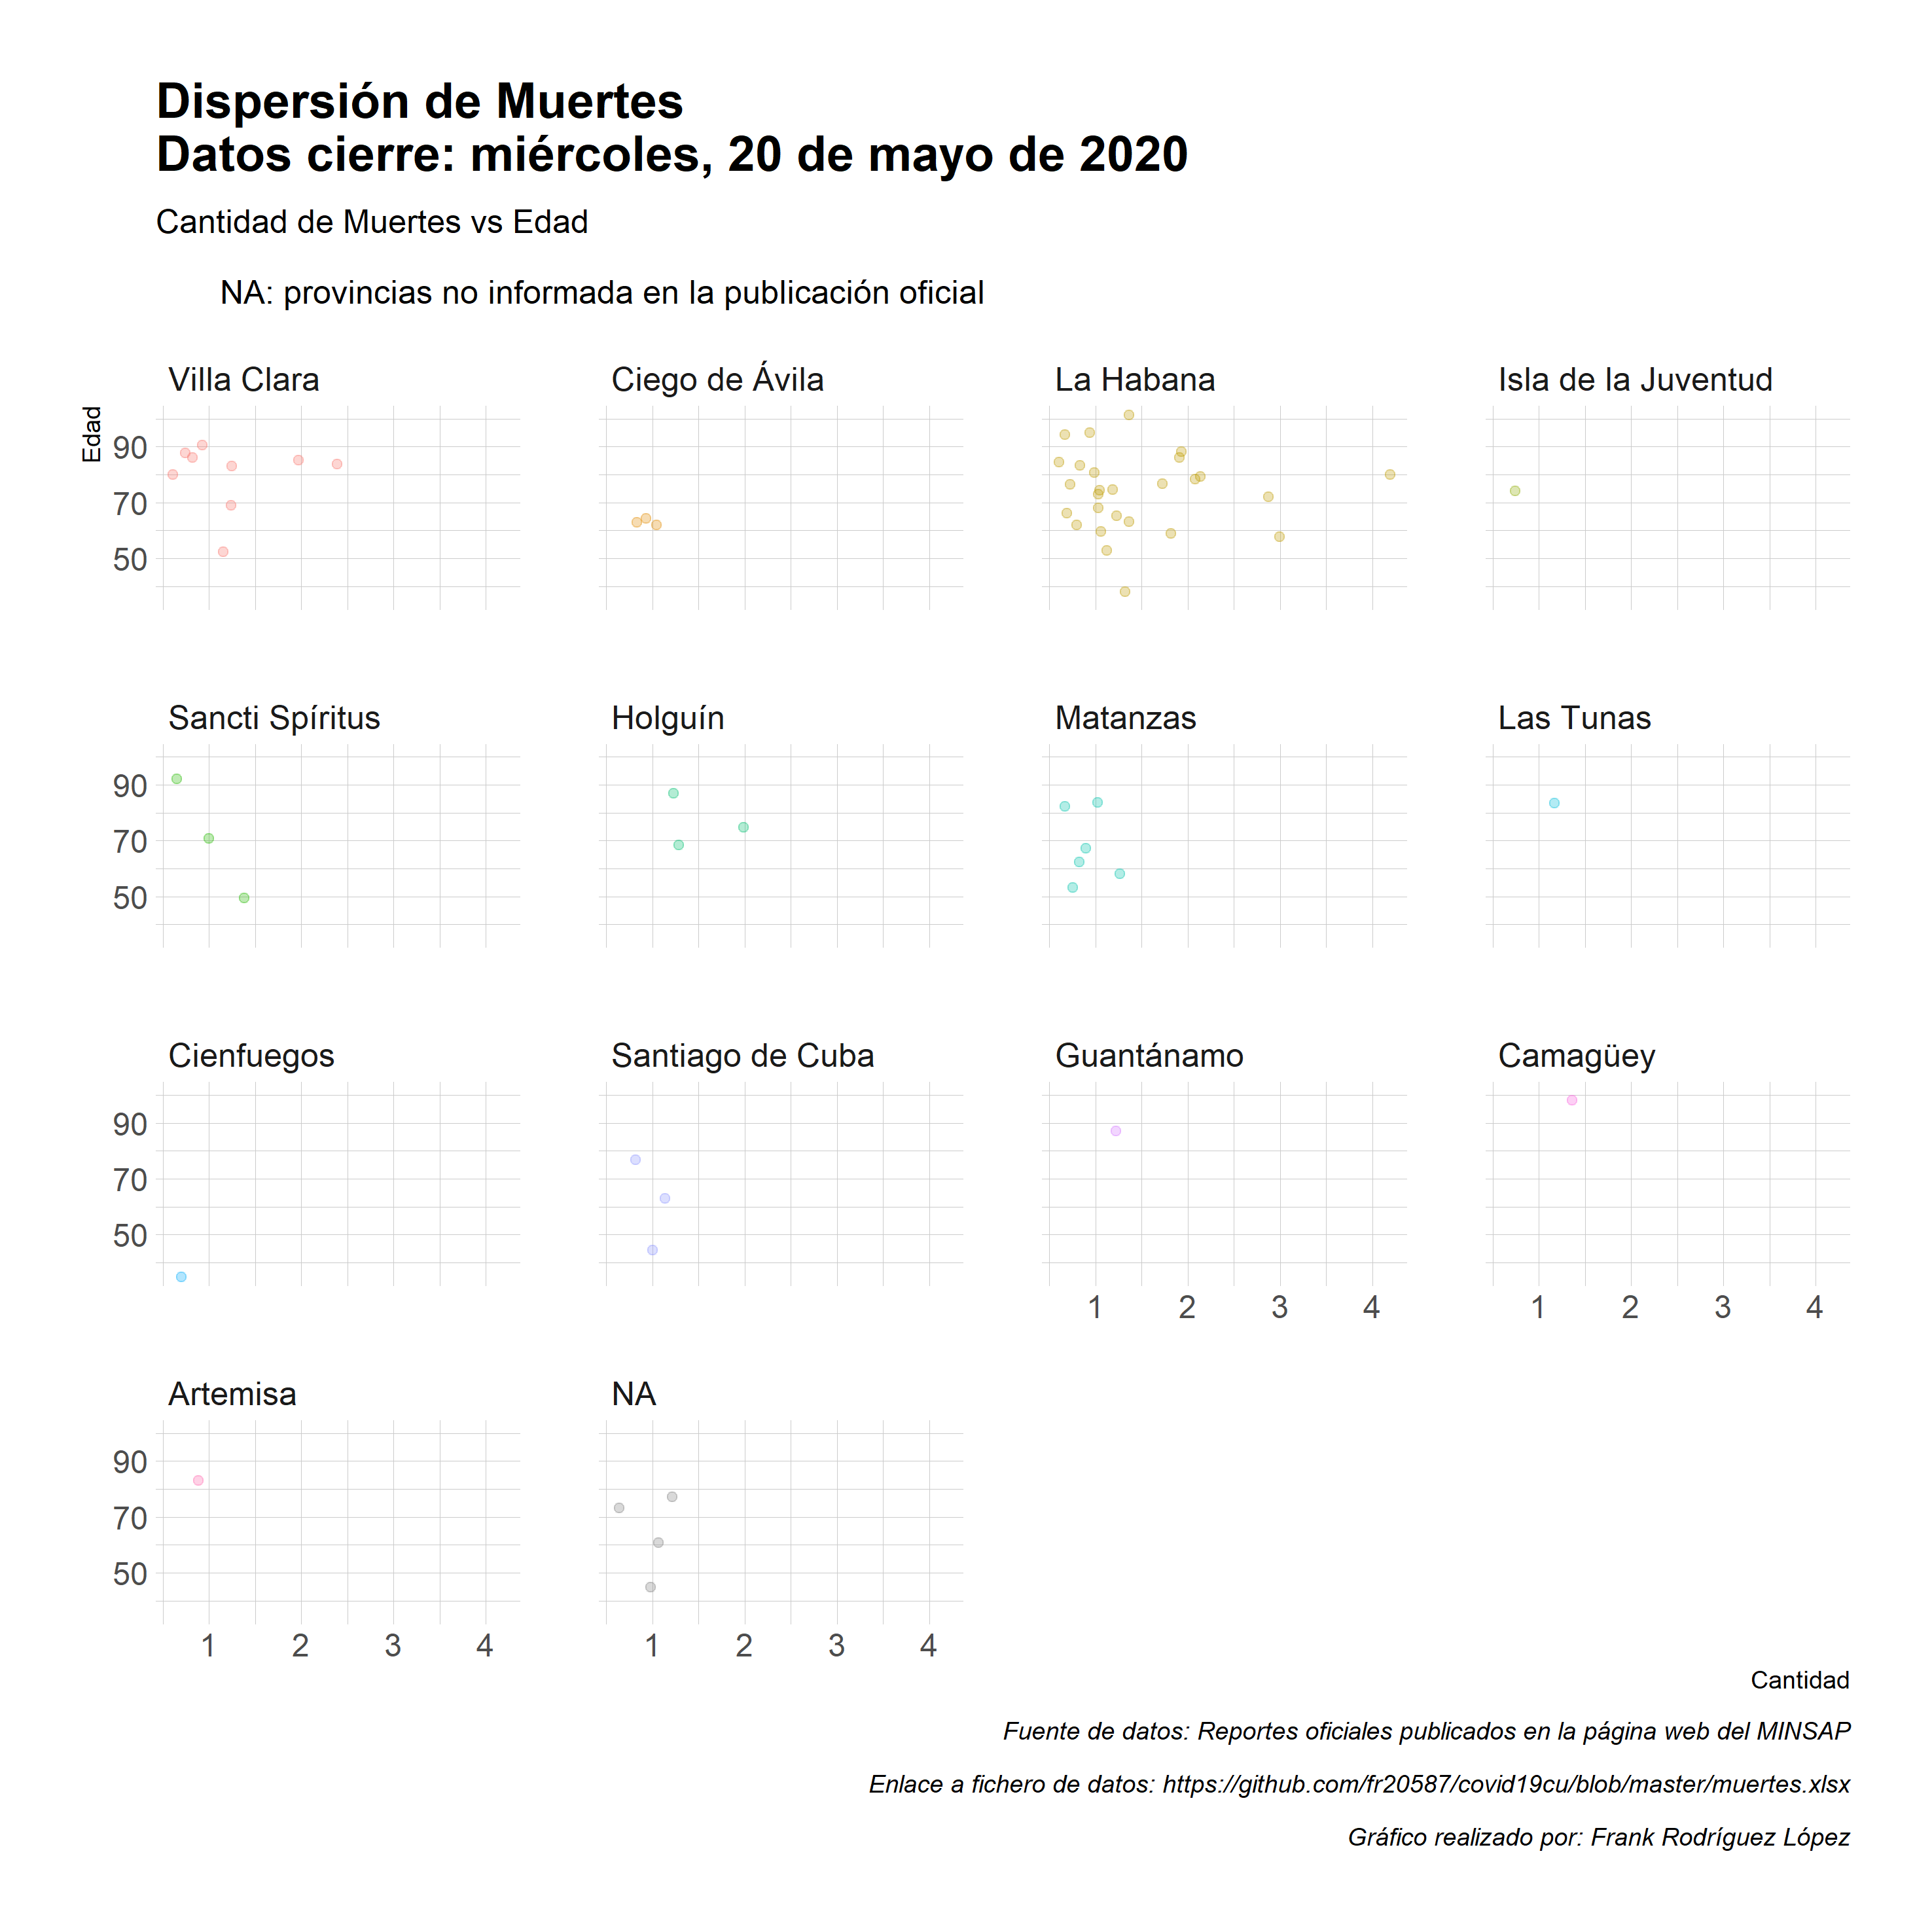 Dispersión de Muertes
Datos cierre: miércoles, 20 de mayo de 2020
Cantidad de Muertes vs Edad
NA: provincias no informada en la publicación oficial
Villa Clara
Ciego de Ávila
La Habana
Isla de la Juventud
Edad
90
70
50
Sancti Spíritus
Holguín
Matanzas
Las Tunas
90
70
50
Cienfuegos
Santiago de Cuba
Guantánamo
Camagüey
90
70
50
1 2 3 4
1 2 3 4
Artemisa
NA
90
70
50
1 2 3 4
1 2 3 4
Cantidad
Fuente de datos: Reportes oficiales publicados en la página web del MINSAP
Enlace a fichero de datos: https://github.com/fr20587/covid19cu/blob/master/muertes.xlsx
Gráfico realizado por: Frank Rodríguez López